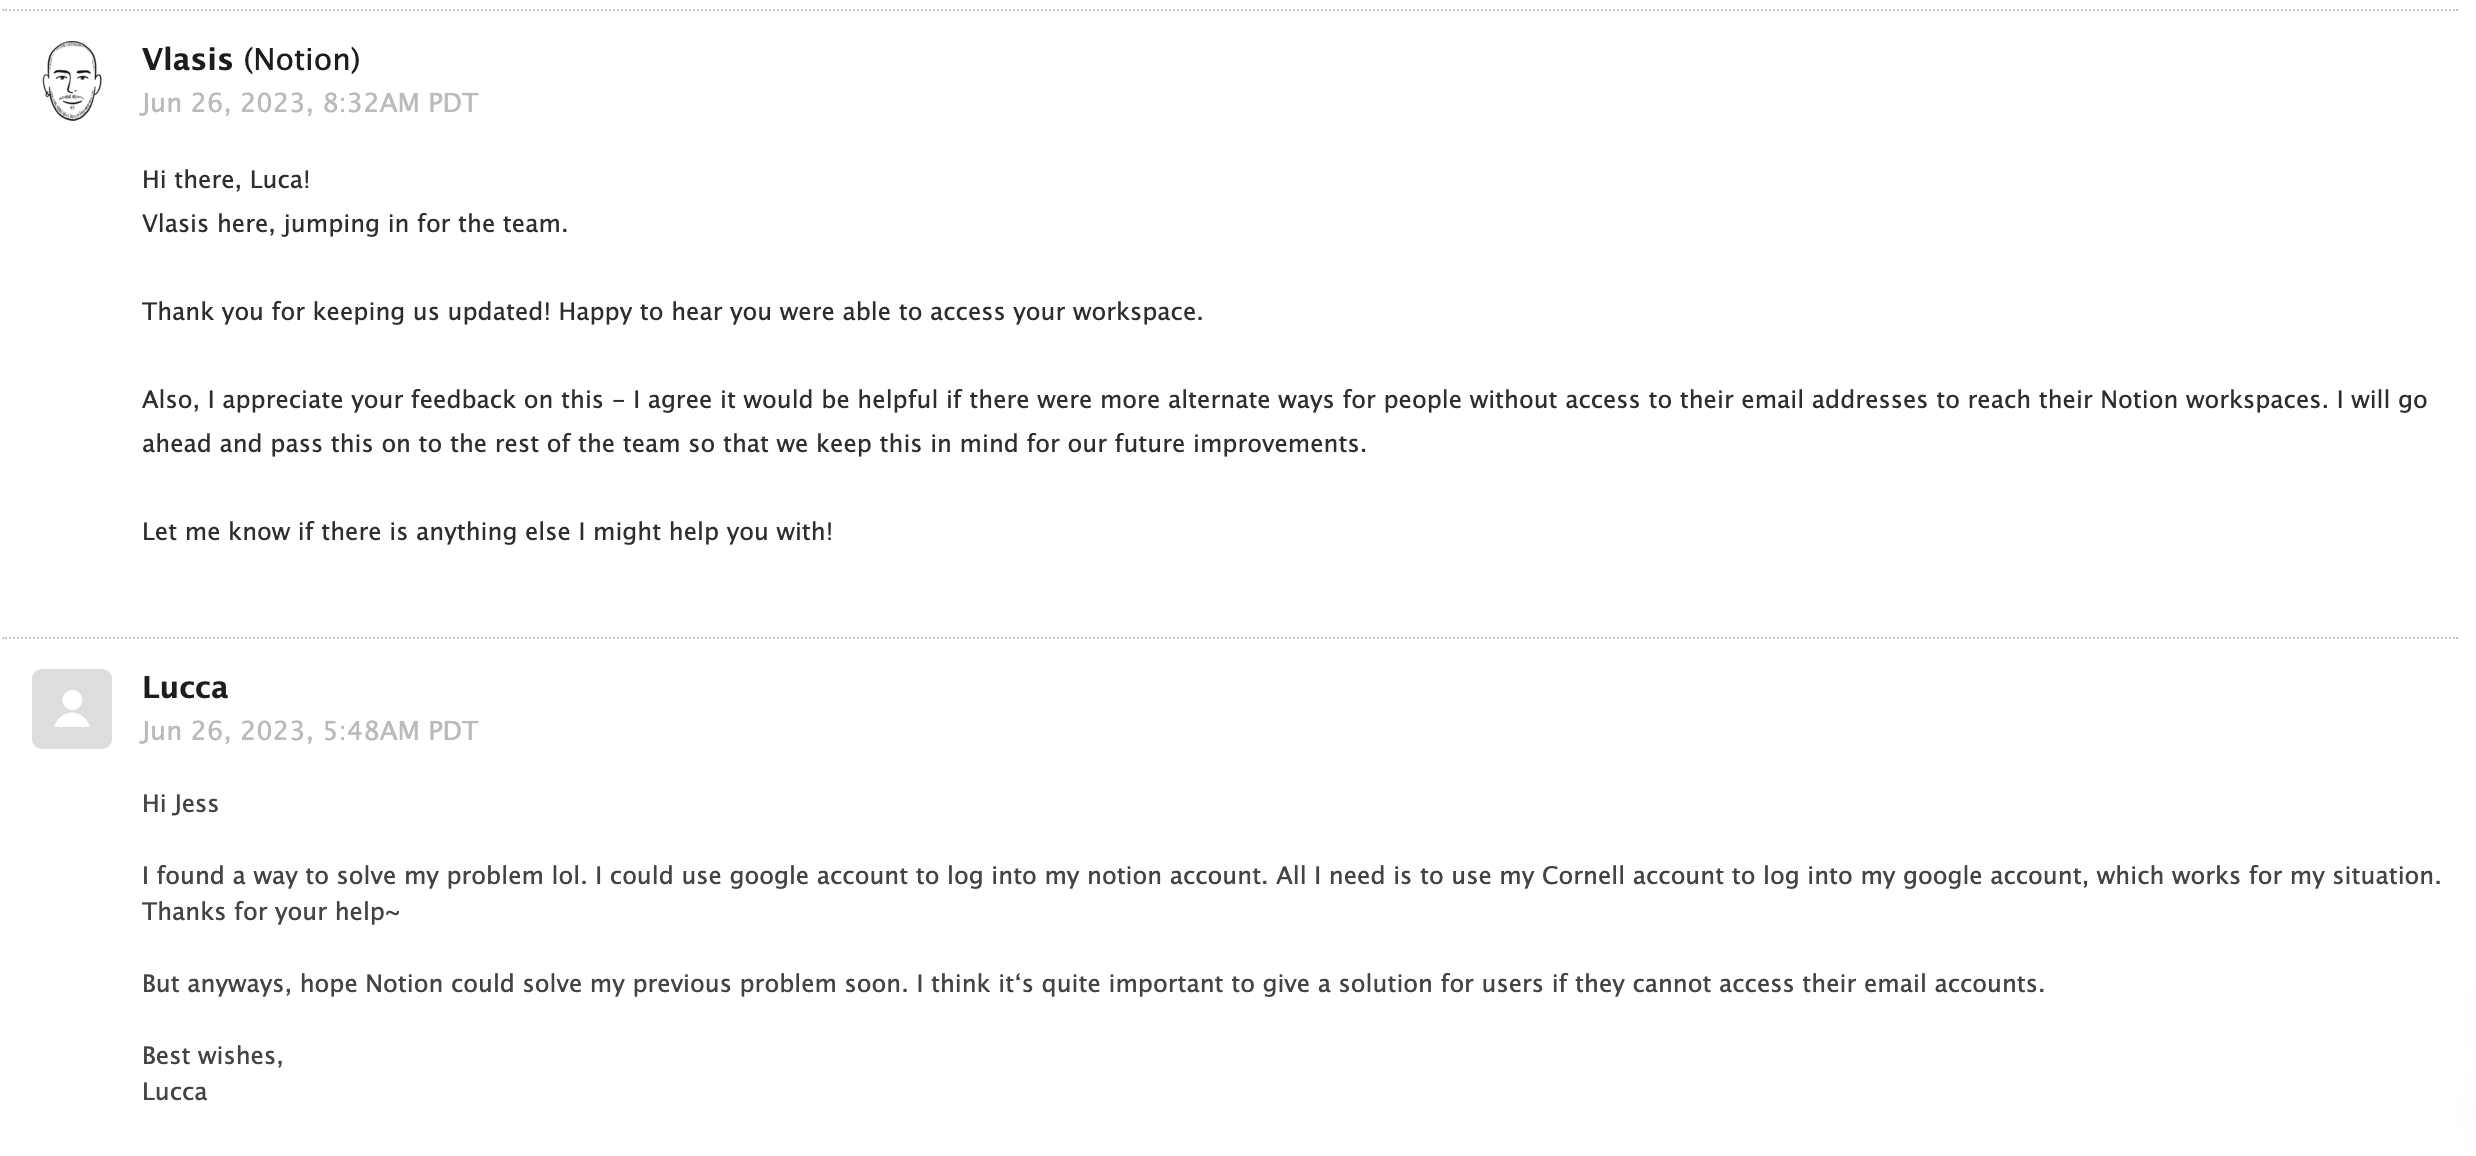 Vlasis (Notion)
Jun 26, 2023, 8:32AM PDT
Hi there, Luca!
Vlasis here, jumping in for the team.
Thank you for keeping us updated! Happy to hear you were able to access your workspace.
Also, I appreciate your feedback on this – I agree it would be helpful if there were more alternate ways for people without access to their email addresses to reach their Notion workspaces. I will go
ahead and pass this on to the rest of the team so that we keep this in mind for our future improvements.
Let me know if there is anything else I might help you with!
Lucca
Jun 26, 2023, 5:48AM PDT
Hi Jess
I found a way to solve my problem lol. I could use google account to log into my notion account. All I need is to use my Cornell account to log into my google account, which works for my situation.
Thanks for your help~
But anyways, hope Notion could solve my previous problem soon. I think it‘s quite important to give a solution for users if they cannot access their email accounts.
Best wishes,
Lucca